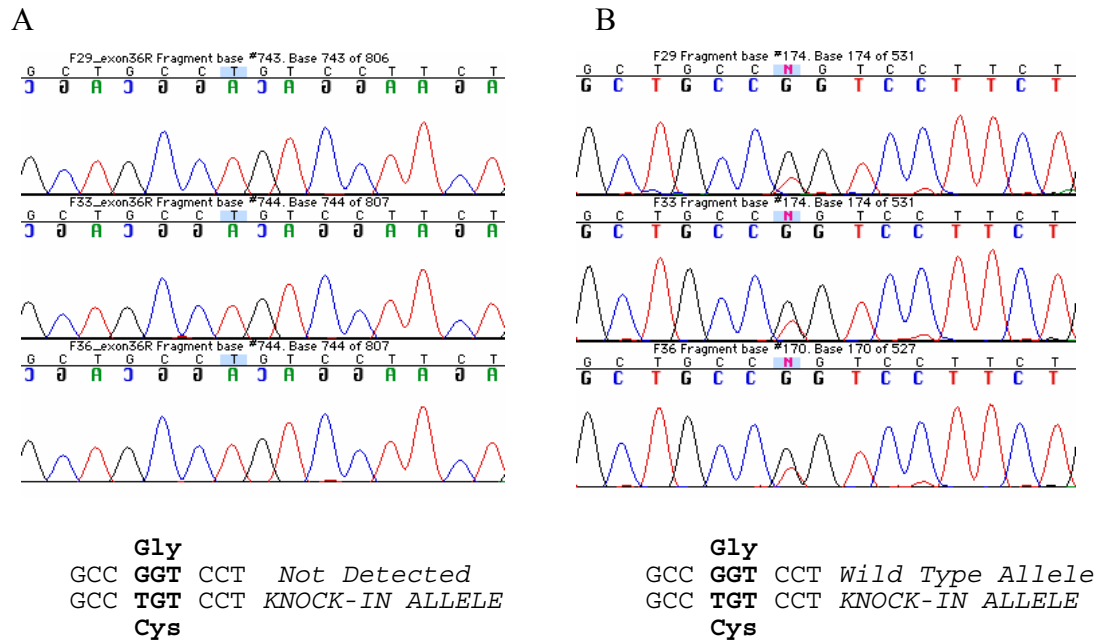 A
F29_exon36R Fragment base #743. Base 743 of 806
G C T G C C T G T C C T T C T
C G A C G G A C A G G A A G A
F33_exon36R Fragment base #744. Base 744 of 807
G C T G C C T G T C C T T C T
C G A C G G A C A G G A A G A
F36_exon36R Fragment base #744. Base 744 of 807
G C T G C C T G T C C T T C T
C G A C G G A C A G G A A G A
Gly
GCC GGT CCT Not Detected
GCC TGT CCT KNOCK-IN ALLELE
Cys
B
F29 Fragment base #174. Base 174 of 531
G C T G C C N G T C C T T C T
G C T G C C G G T C C T T C T
F33 Fragment base #174. Base 174 of 531
G C T G C C N G T C C T T C T
G C T G C C G G T C C T T C T
F36 Fragment base #170. Base 170 of 527
G C T G C C N G T C C T T C T
G C T G C C G G T C C T T C T
Gly
GCC GGT CCT Wild Type Allele
GCC TGT CCT KNOCK-IN ALLELE
Cys